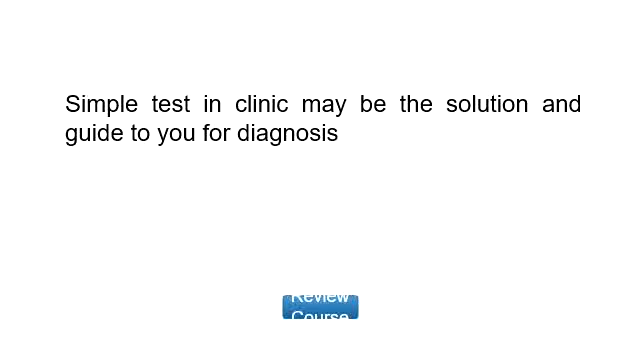 Simple test in clinic may be the solution and
guide to you for diagnosis
Review
Course